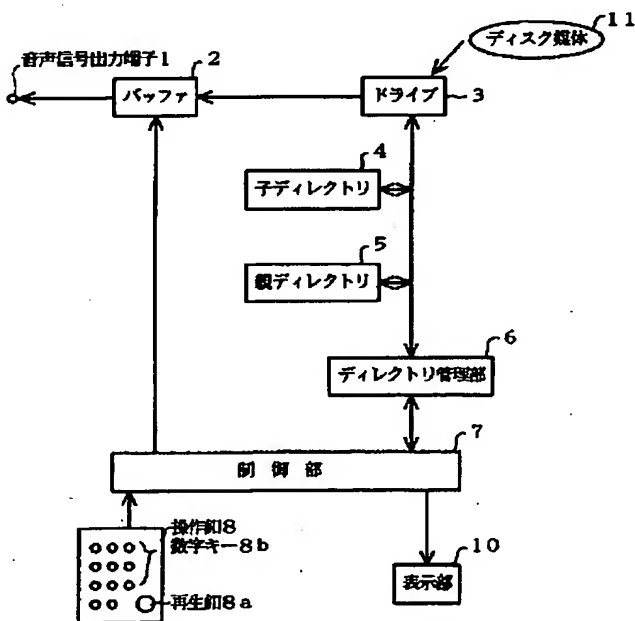 11
ディスク媒体
音声信号出力端子1
2
バッファ
ドライブ
3
4
子ディレクトリ
5
親ディレクトリ
6
ディレクトリ管理部
7
制 御 部
操作釦8
数字キー8b
再生釦8a
10
表示部